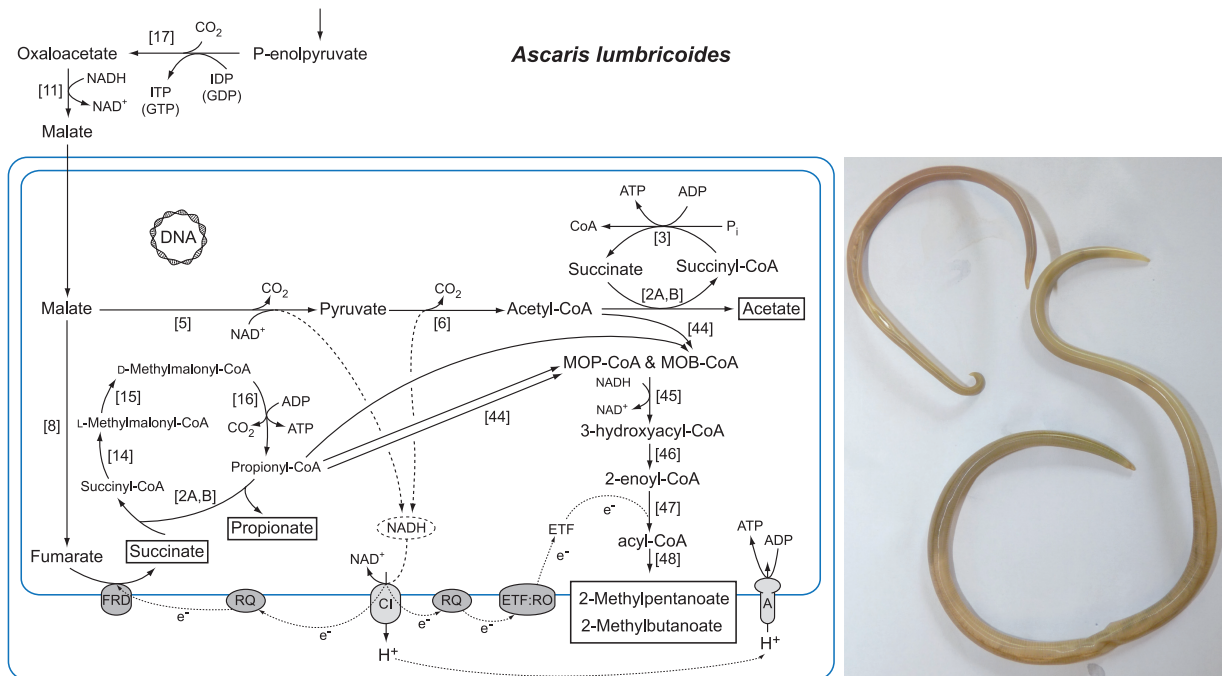 Ascaris lumbricoides
[17]
CO2
Oxaloacetate
P-enolpyruvate
NADH
[11]
NAD+
ITP
(GTP)
IDP
(GDP)
Malate
DNA
ATP
ADP
CoA
[3]
Pi
Succinate
Succinyl-CoA
[2A,B]
Malate
[5]
NAD+
CO2
Pyruvate
CO2
[6]
Acetyl-CoA
Acetate
[44]
MOP-CoA & MOB-CoA
D-Methylmalonyl-CoA
[15]
[16]
ADP
CO2
ATP
L-Methylmalonyl-CoA
[8]
[14]
Propionyl-CoA
Succinyl-CoA
[2A,B]
[44]
NADH
NAD+
[45]
3-hydroxyacyl-CoA
[46]
2-enoyl-CoA
[47]
e-
ETF
e-
acyl-CoA
[48]
Propionate
Succinate
Fumarate
NADH
NAD+
ATP
ADP
FRD
RQ
CI
RQ
ETF:RO
A
e-
e-
e-
e-
2-Methylpentanoate
2-Methylbutanoate
H+
H+